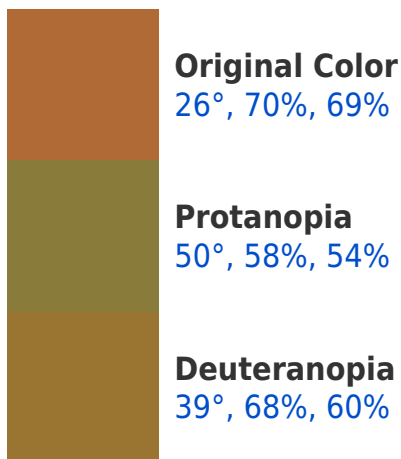 Original Color
26°, 70%, 69%
Protanopia
50°, 58%, 54%
Deuteranopia
39°, 68%, 60%